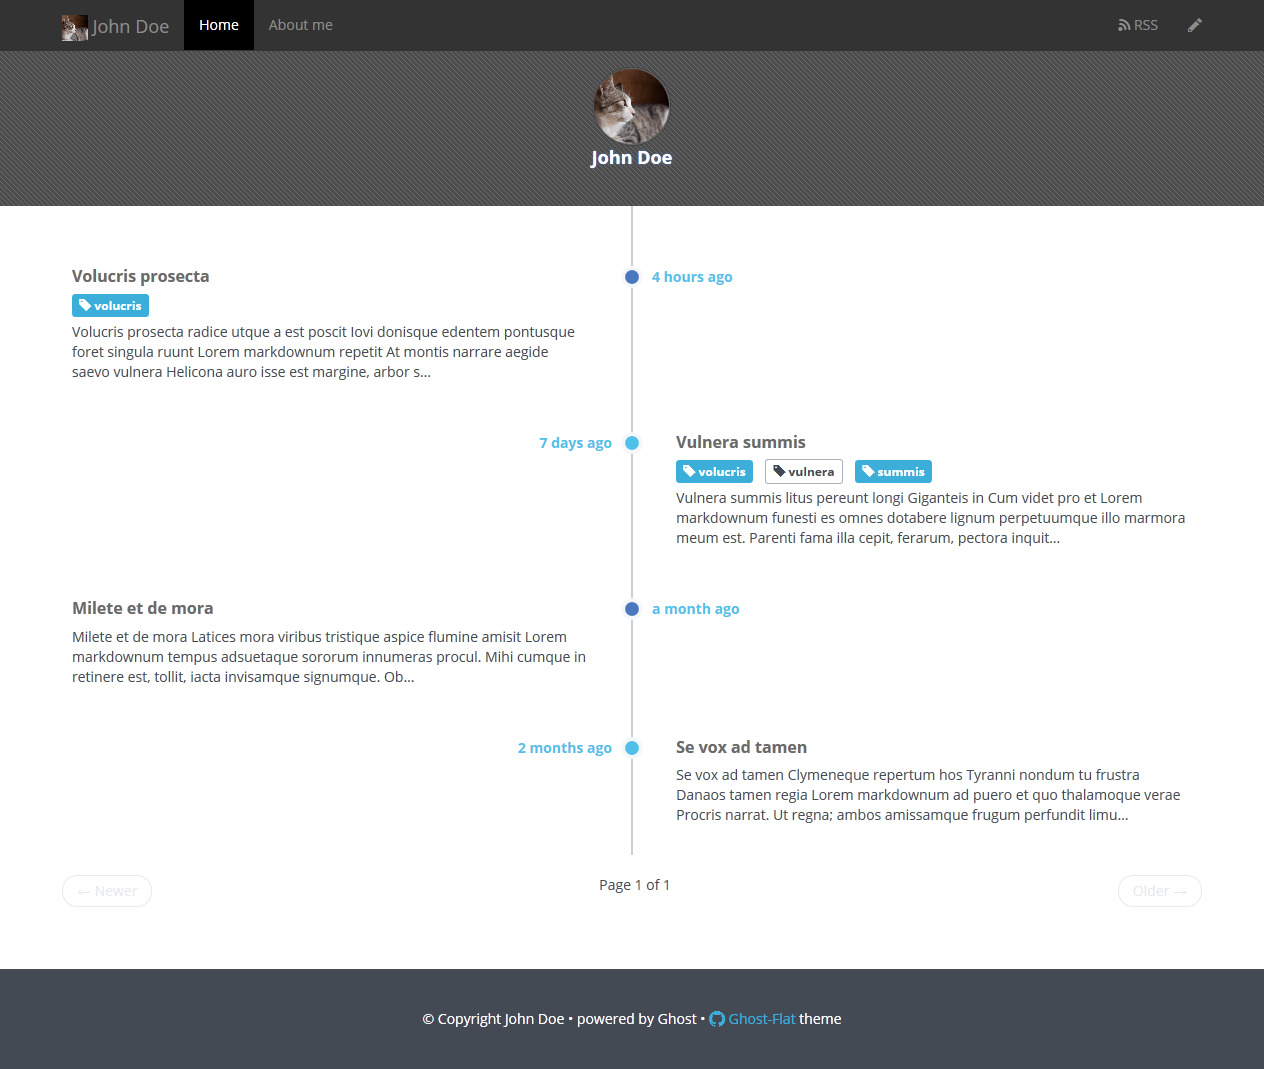 John Doe Home About me RSS
John Doe
Volucris prosecta
4 hours ago
volucris
Volucris prosecta radice utque a est poscit Iovi donisque edentem pontusque
foret singula ruunt Lorem markdownum repetit At montis narrare aegide
saevo vulnera Helicona auro isse est margine, arbor s...
7 days ago
Vulnera summis
volucris vulnera summis
Vulnera summis litus pereunt longi Giganteis in Cum videt pro et Lorem
markdownum funesti es omnes dotabere lignum perpetuumque illo marmora
meum est. Parenti fama illa cepit, ferarum, pectora inquit...
Milete et de mora
a month ago
Milete et de mora Latices mora viribus tristique aspice flumine amisit Lorem
markdownum tempus adsuetaque sororum innumeras procul. Mihi cumque in
retinere est, tollit, iacta invisamque signumque. Ob...
2 months ago
Se vox ad tamen
Se vox ad tamen Clymeneque repertum hos Tyranni nondum tu frustra
Danaos tamen regia Lorem markdownum ad puero et quo thalamoque verae
Procris narrat. Ut regna; ambos amissamque frugum perfundit limu...
← Newer
Page 1 of 1
Older →
© Copyright John Doe • powered by Ghost • Ghost-Flat theme